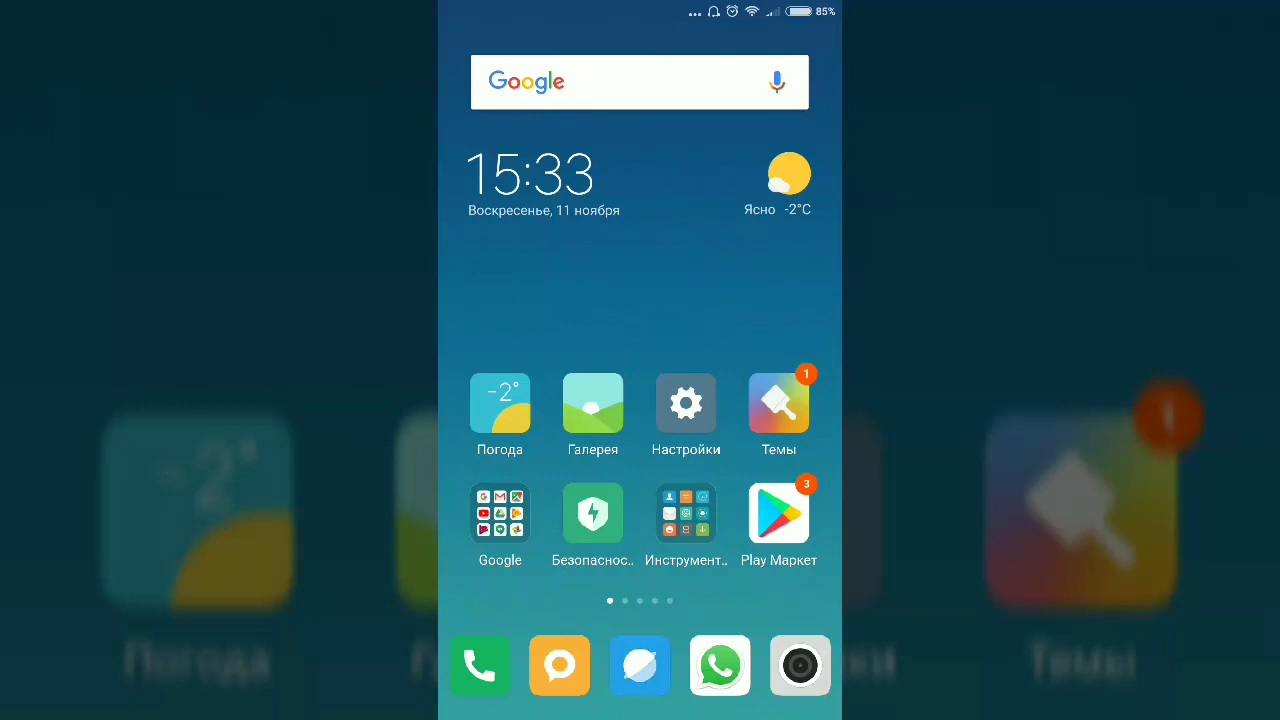 85%
Google
15:33
Воскресенье, 11 ноября
Ясно -2°C
-2°
1
Погода
Галерея
Настройки
Темы
3
Google
Безопаснос..
Инструмент..
Play Маркет